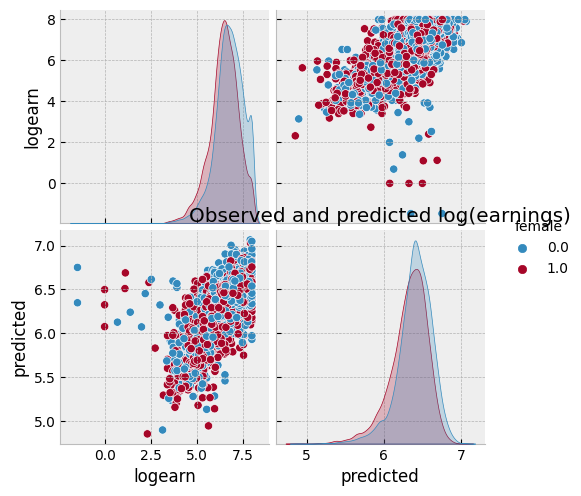 8
6
4
2
0
logearn
Observed and predicted log(earnings)
female
0.0
1.0
7.0
6.5
6.0
5.5
5.0
predicted
0.0 2.5 5.0 7.5 5 6 7
logearn predicted